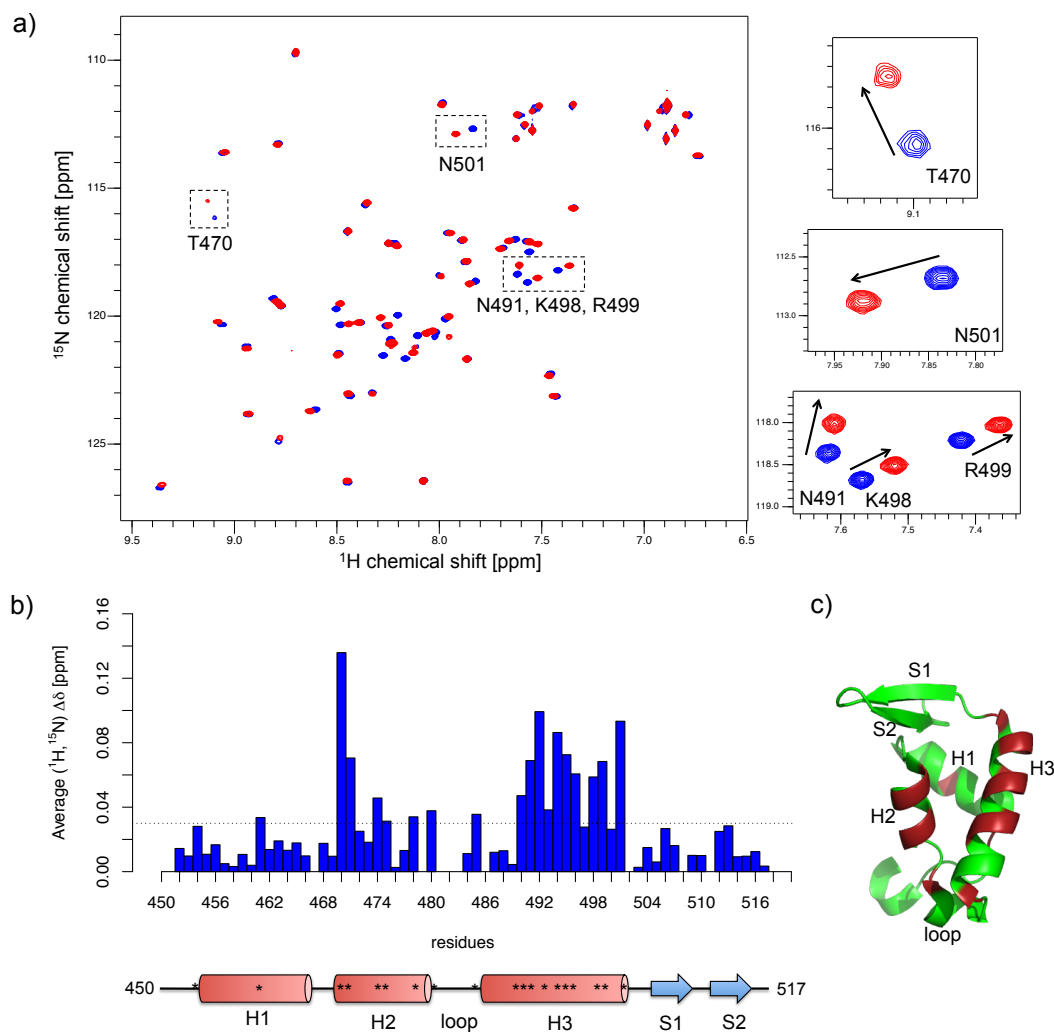 a)
110
115
120
125
¹⁵N chemical shift [ppm]
9.5
9.0
8.5
8.0
7.5
7.0
6.5
¹H chemical shift [ppm]
N501
T470
N491, K498, R499
116
T470
9.1
112.5
113.0
N501
7.95
7.90
7.85
7.80
118.0
118.5
119.0
N491
K498
R499
7.6
7.5
7.4
b)
Average (¹H, ¹⁵N) Δδ [ppm]
0.00
0.04
0.08
0.12
0.16
450
456
462
468
474
480
486
492
498
504
510
516
residues
450
* * ** ** * * * *** * *** ** *
517
H1
H2
loop
H3
S1
S2
c)
S1
S2
H1
H3
H2
loop